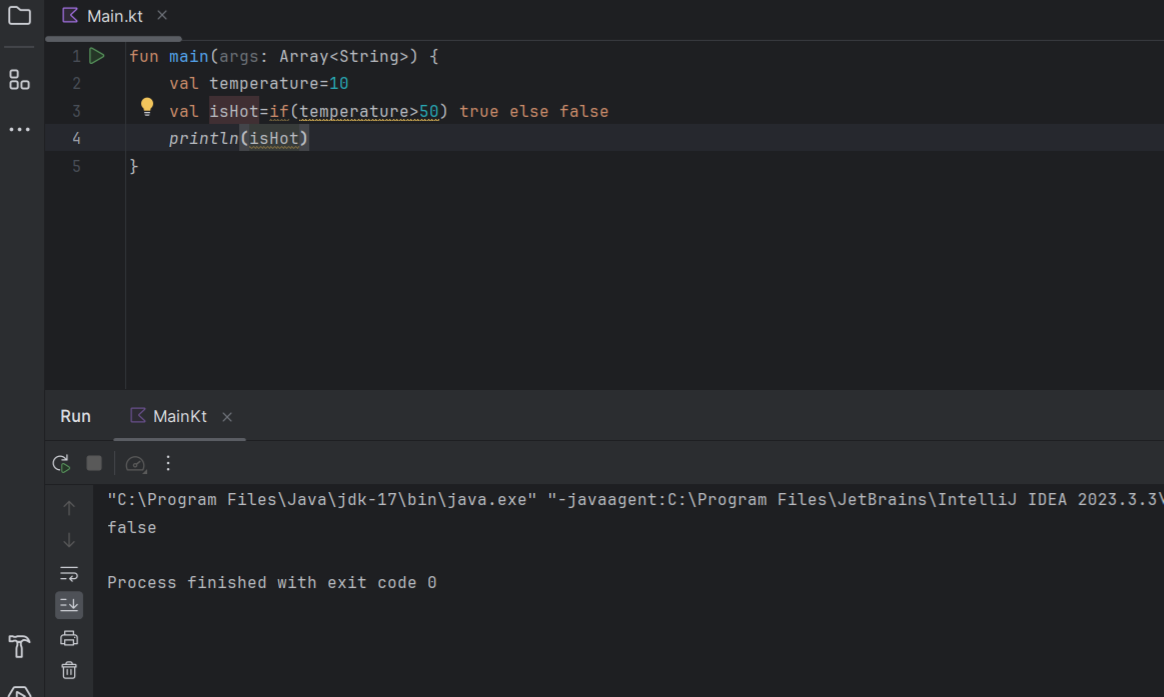 Main.kt
1 fun main(args: Array<String>) {
2 val temperature=10
3 val isHot=if(temperature>50) true else false
4 println(isHot)
5 }
Run MainKt
"C:\Program Files\Java\jdk-17\bin\java.exe" "-javaagent:C:\Program Files\JetBrains\IntelliJ IDEA 2023.3.3\
false
Process finished with exit code 0